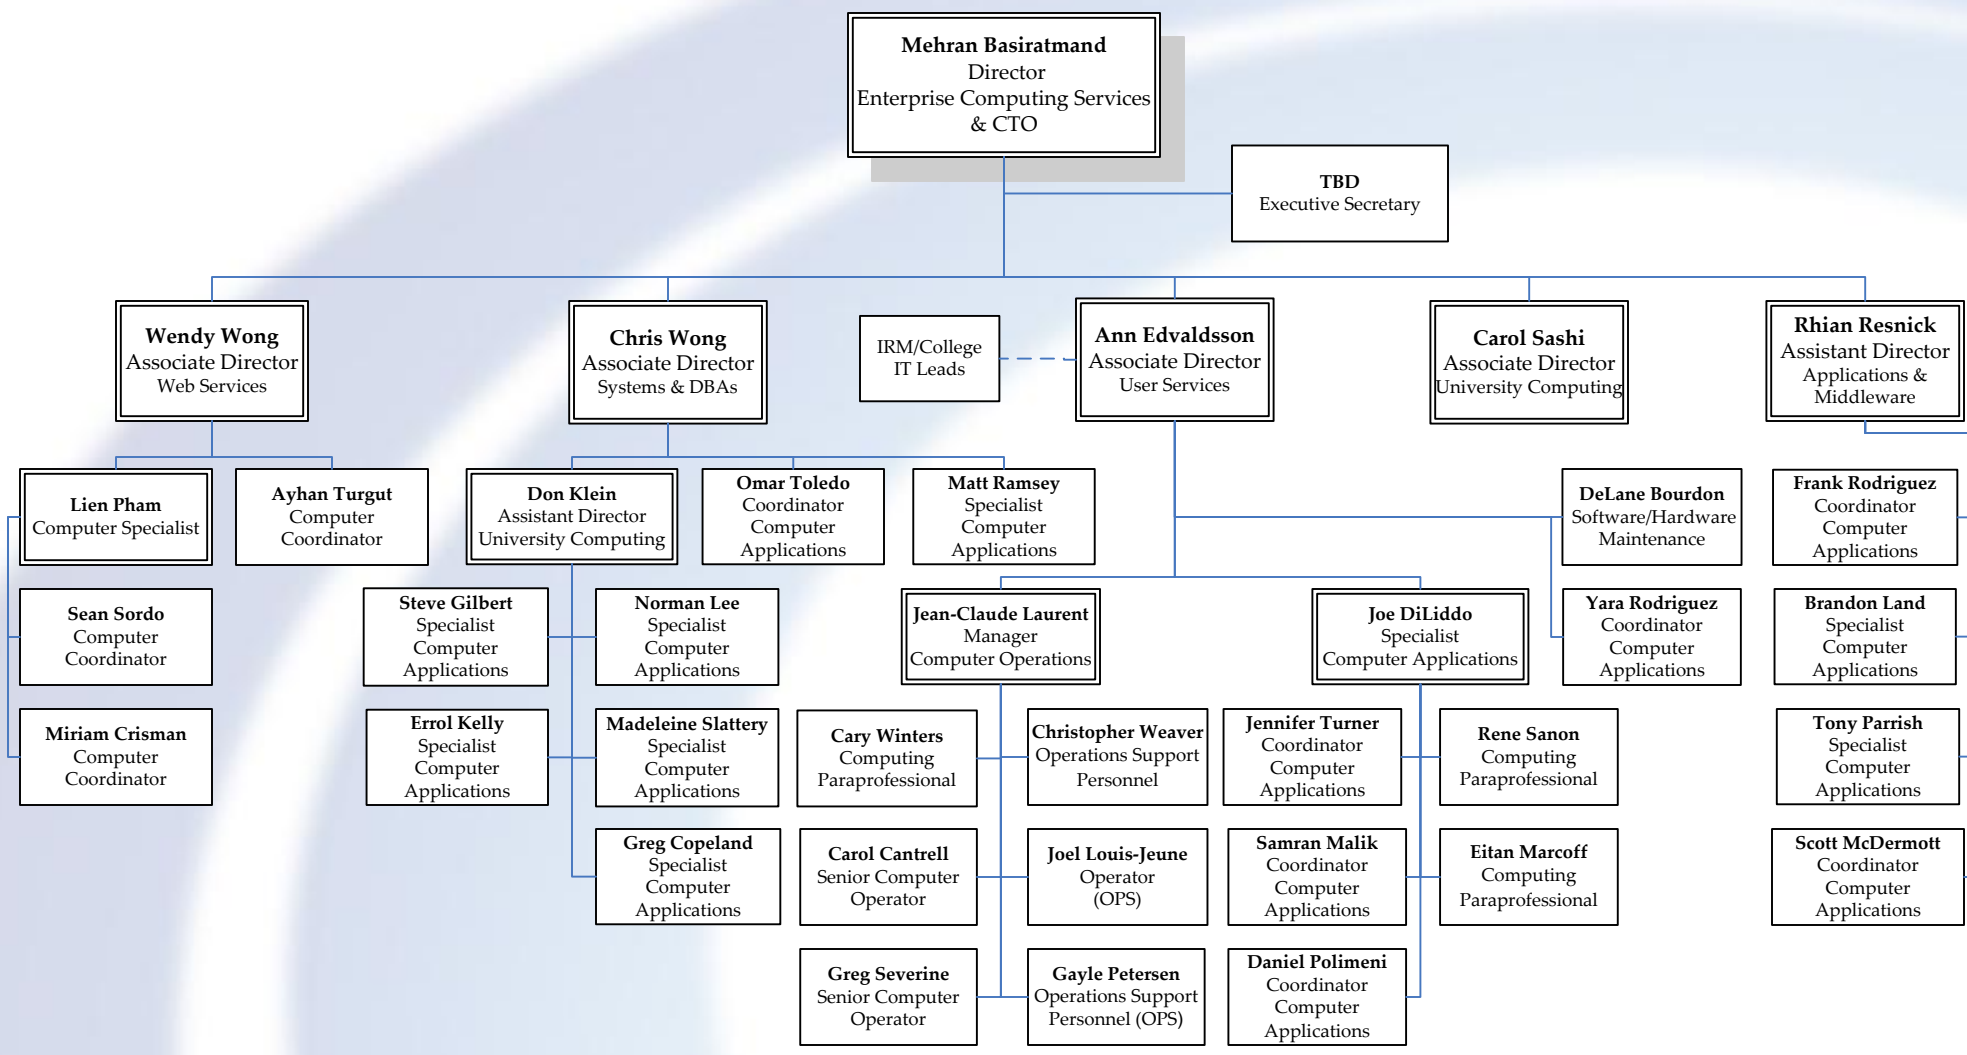 Mehran Basiratmand
Director
Enterprise Computing Services
& CTO
TBD
Executive Secretary
Wendy Wong
Associate Director
Web Services
Chris Wong
Associate Director
Systems & DBAs
IRM/College
IT Leads
Ann Edvaldsson
Associate Director
User Services
Carol Sashi
Associate Director
University Computing
Rhian Resnick
Assistant Director
Applications &
Middleware
Lien Pham
Computer Specialist
Ayhan Turgut
Computer
Coordinator
Don Klein
Assistant Director
University Computing
Omar Toledo
Coordinator
Computer
Applications
Matt Ramsey
Specialist
Computer
Applications
DeLane Bourdon
Software/Hardware
Maintenance
Frank Rodriguez
Coordinator
Computer
Applications
Sean Sordo
Computer
Coordinator
Steve Gilbert
Specialist
Computer
Applications
Norman Lee
Specialist
Computer
Applications
Jean-Claude Laurent
Manager
Computer Operations
Joe DiLiddo
Specialist
Computer Applications
Yara Rodriguez
Coordinator
Computer
Applications
Brandon Land
Specialist
Computer
Applications
Miriam Crisman
Computer
Coordinator
Errol Kelly
Specialist
Computer
Applications
Madeleine Slattery
Specialist
Computer
Applications
Cary Winters
Computing
Paraprofessional
Christopher Weaver
Operations Support
Personnel
Jennifer Turner
Coordinator
Computer
Applications
Rene Sanon
Computing
Paraprofessional
Tony Parrish
Specialist
Computer
Applications
Greg Copeland
Specialist
Computer
Applications
Carol Cantrell
Senior Computer
Operator
Joel Louis-Jeune
Operator
(OPS)
Samran Malik
Coordinator
Computer
Applications
Eitan Marcoff
Computing
Paraprofessional
Scott McDermott
Coordinator
Computer
Applications
Greg Severine
Senior Computer
Operator
Gayle Petersen
Operations Support
Personnel (OPS)
Daniel Polimeni
Coordinator
Computer
Applications